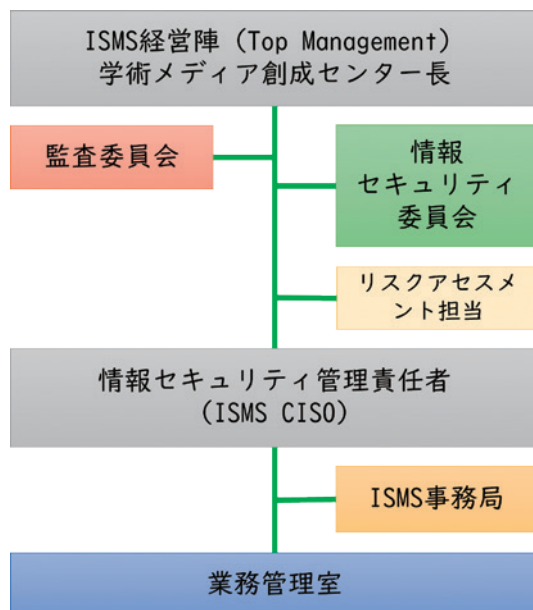 ISMS経営陣（Top Management）
学術メディア創成センター長
監査委員会
情報
セキュリティ
委員会
リスクアセスメ
ント担当
情報セキュリティ管理責任者
（ISMS CISO）
ISMS事務局
業務管理室